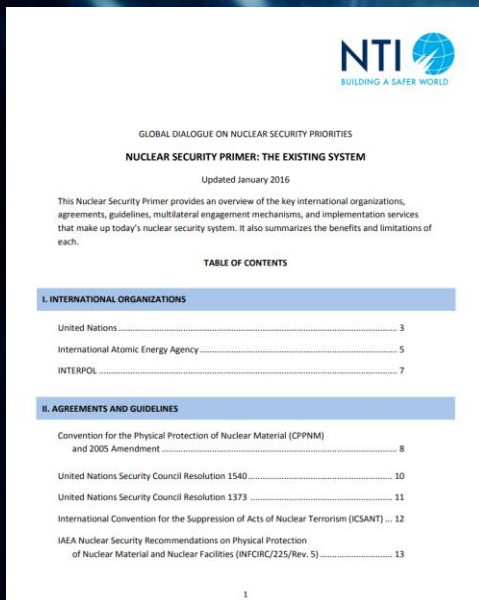 NTI
BUILDING A SAFER WORLD
GLOBAL DIALOGUE ON NUCLEAR SECURITY PRIORITIES
NUCLEAR SECURITY PRIMER: THE EXISTING SYSTEM
Updated January 2016
This Nuclear Security Primer provides an overview of the key international organizations,
agreements, guidelines, multilateral engagement mechanisms, and implementation services
that make up today's nuclear security system. It also summarizes the benefits and limitations of
each.
TABLE OF CONTENTS
I. INTERNATIONAL ORGANIZATIONS
United Nations ........ 3
International Atomic Energy Agency ........ 5
INTERPOL ........ 7
II. AGREEMENTS AND GUIDELINES
Convention for the Physical Protection of Nuclear Material (CPPNM)
and 2005 Amendment ........ 8
United Nations Security Council Resolution 1540 ........ 10
United Nations Security Council Resolution 1373 ........ 11
International Convention for the Suppression of Acts of Nuclear Terrorism (ICSANT) ... 12
IAEA Nuclear Security Recommendations on Physical Protection
of Nuclear Material and Nuclear Facilities (INFCIRC/225/Rev. 5) ........ 13
1